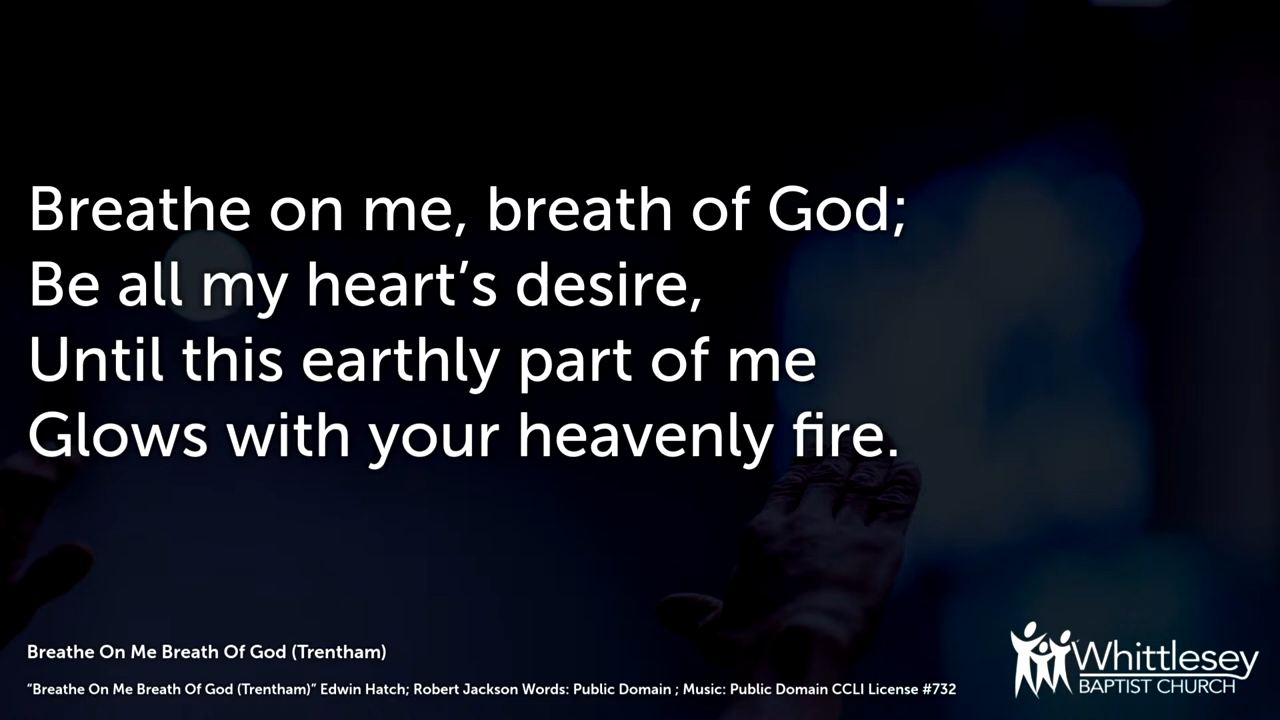 Breathe on me, breath of God;
Be all my heart’s desire,
Until this earthly part of me
Glows with your heavenly fire.
Breathe On Me Breath Of God (Trentham)
“Breathe On Me Breath Of God (Trentham)” Edwin Hatch; Robert Jackson Words: Public Domain ; Music: Public Domain CCLI License #732
Whittlesey
BAPTIST CHURCH